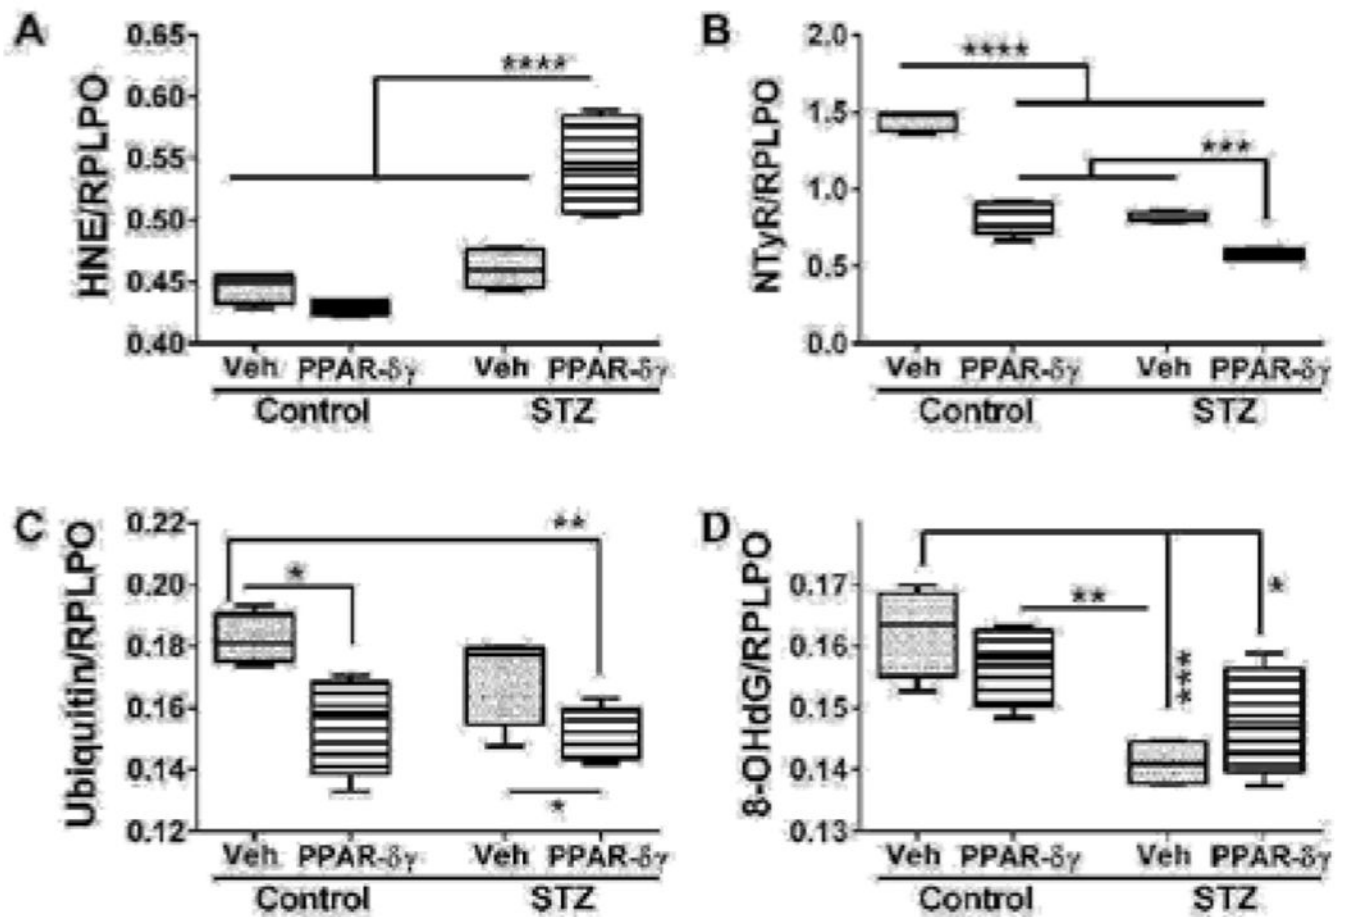 A
HNE/RPLPO
0.65
0.60
0.55
0.50
0.45
0.40
****
Veh PPAR-δγ Veh PPAR-δγ
Control STZ
B
NTyR/RPLPO
2.0
1.5
1.0
0.5
0.0
****
***
Veh PPAR-δγ Veh PPAR-δγ
Control STZ
C
Ubiquitin/RPLPO
0.22
0.20
0.18
0.16
0.14
0.12
**
*
*
Veh PPAR-δγ Veh PPAR-δγ
Control STZ
D
8-OHdG/RPLPO
0.17
0.16
0.15
0.14
0.13
**
***
*
Veh PPAR-δγ Veh PPAR-δγ
Control STZ